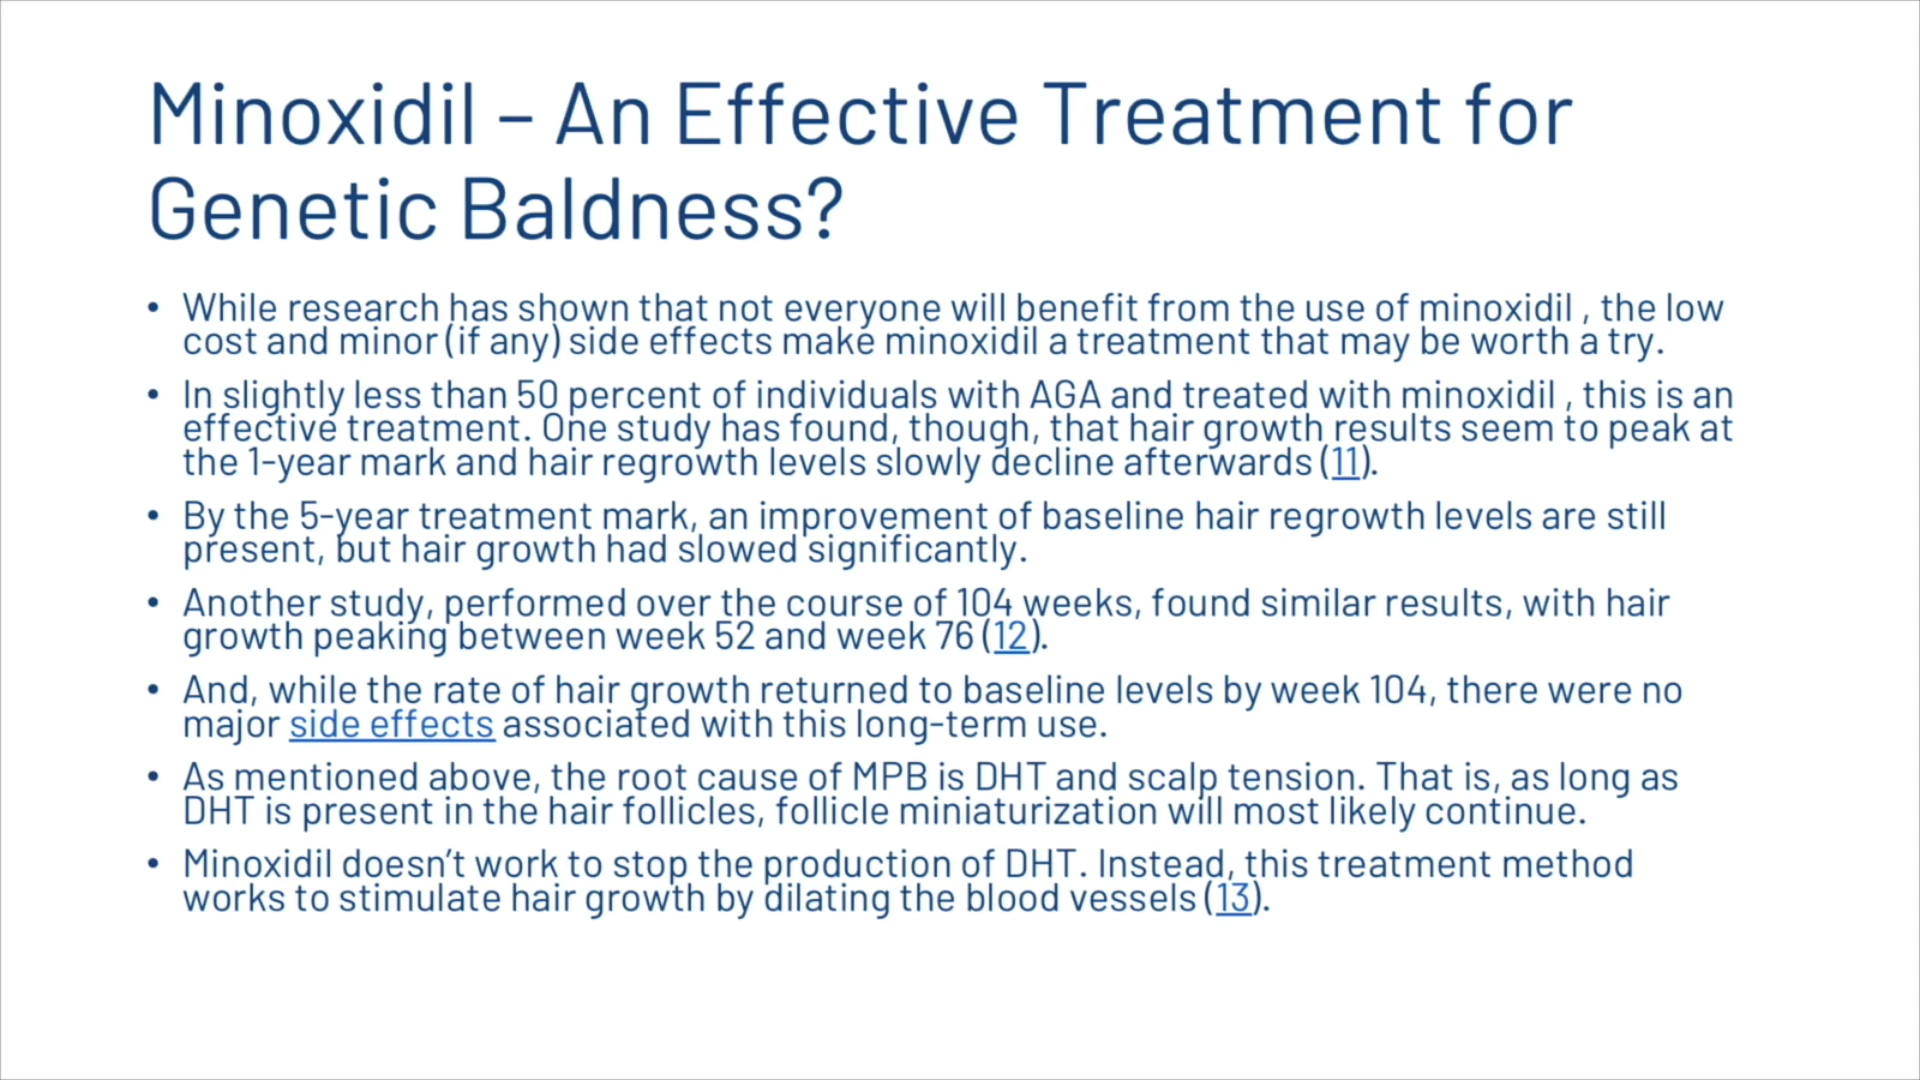 Minoxidil – An Effective Treatment for
Genetic Baldness?
• While research has shown that not everyone will benefit from the use of minoxidil , the low
cost and minor (if any) side effects make minoxidil a treatment that may be worth a try.
• In slightly less than 50 percent of individuals with AGA and treated with minoxidil , this is an
effective treatment. One study has found, though, that hair growth results seem to peak at
the 1-year mark and hair regrowth levels slowly decline afterwards (11).
• By the 5-year treatment mark, an improvement of baseline hair regrowth levels are still
present, but hair growth had slowed significantly.
• Another study, performed over the course of 104 weeks, found similar results, with hair
growth peaking between week 52 and week 76 (12).
• And, while the rate of hair growth returned to baseline levels by week 104, there were no
major side effects associated with this long-term use.
• As mentioned above, the root cause of MPB is DHT and scalp tension. That is, as long as
DHT is present in the hair follicles, follicle miniaturization will most likely continue.
• Minoxidil doesn’t work to stop the production of DHT. Instead, this treatment method
works to stimulate hair growth by dilating the blood vessels (13).